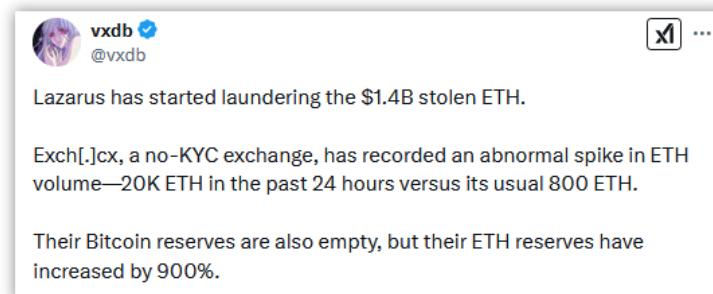 vxdb
@vxdb
Lazarus has started laundering the $1.4B stolen ETH.
Exch[.]cx, a no-KYC exchange, has recorded an abnormal spike in ETH
volume—20K ETH in the past 24 hours versus its usual 800 ETH.
Their Bitcoin reserves are also empty, but their ETH reserves have
increased by 900%.